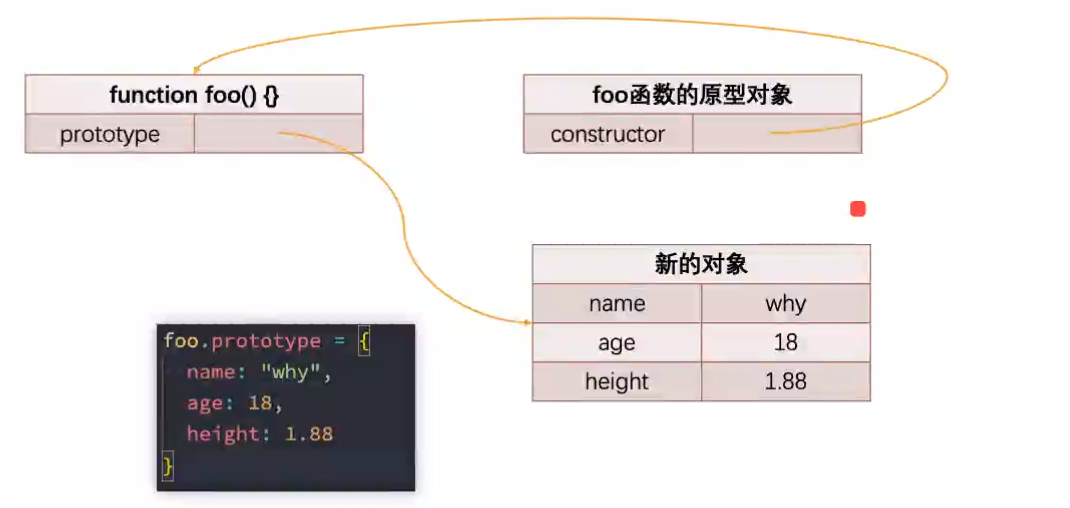 function foo() {}
prototype
foo函数的原型对象
constructor
新的对象
name why
age 18
height 1.88
foo.prototype = {
name: "why",
age: 18,
height: 1.88
}